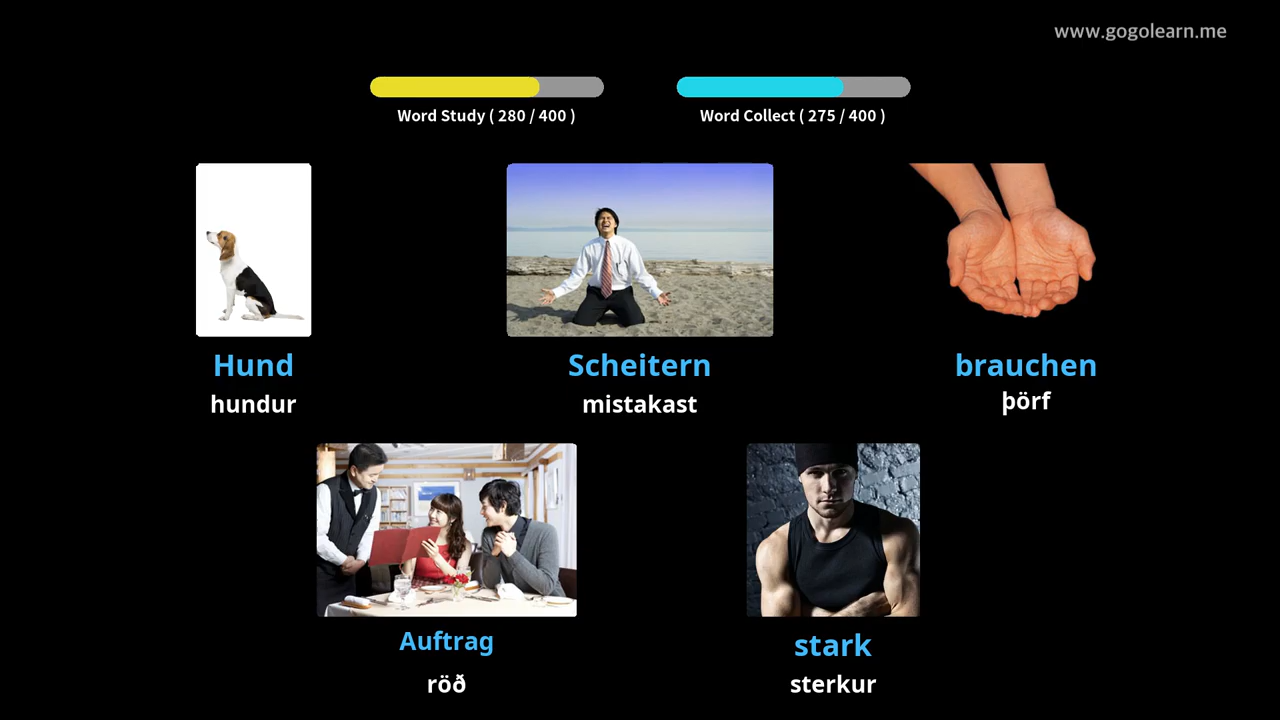 www.gogolearn.me
Word Study ( 280 / 400 )
Word Collect ( 275 / 400 )
Hund
hundur
Scheitern
mistakast
brauchen
þörf
Auftrag
röð
stark
sterkur